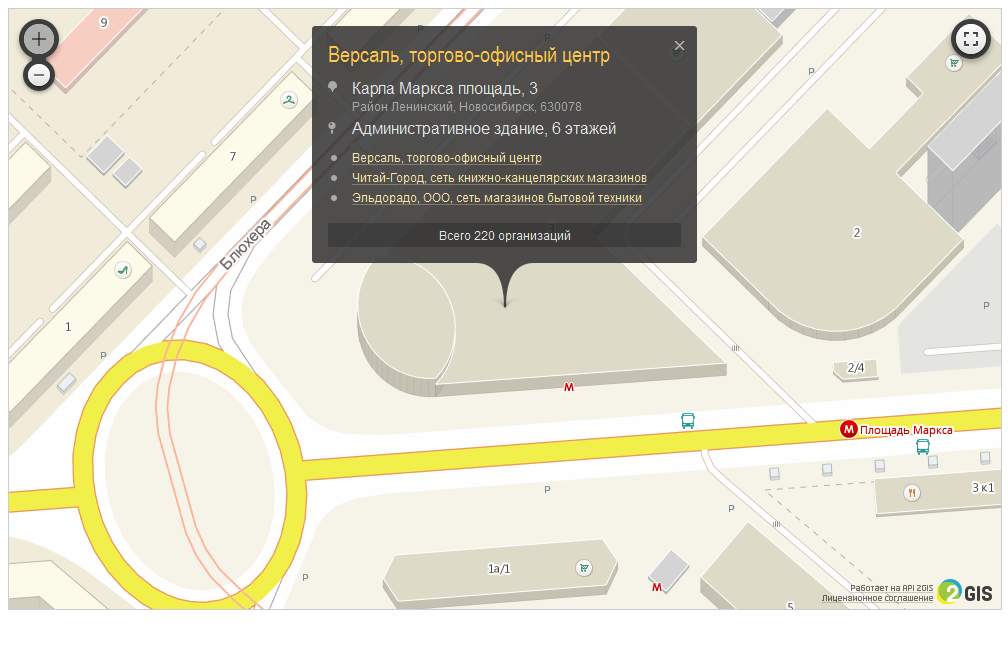 9
7
1
P
P
Блюхера
Версаль, торгово-офисный центр
Карла Маркса площадь, 3
Район Ленинский, Новосибирск, 630078
Административное здание, 6 этажей
Версаль, торгово-офисный центр
Читай-Город, сеть книжно-канцелярских магазинов
Эльдорадо, ООО, сеть магазинов бытовой техники
Всего 220 организаций
P
2
P
2/4
М
М Площадь Маркса
3 к1
P
P
P
1а/1
М
5
Работает на API 2GIS
Лицензионное соглашение
2GIS